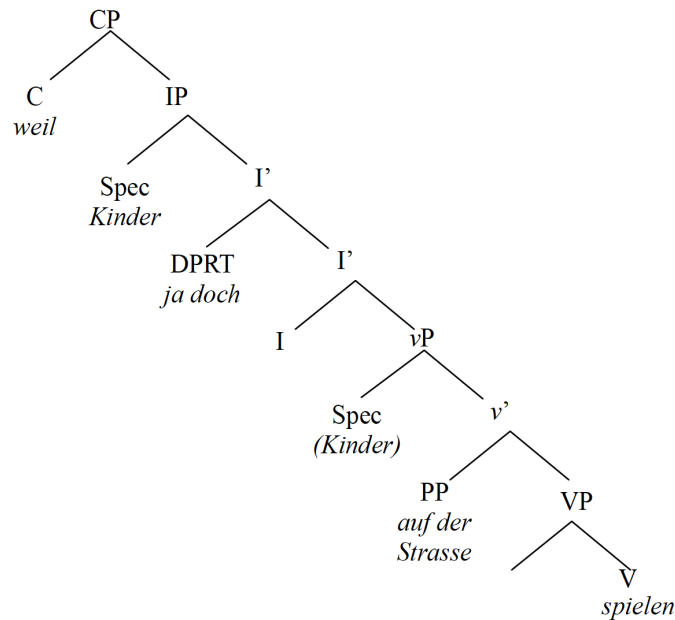 CP
C
weil
IP
Spec
Kinder
I’
DPRT
ja doch
I’
I
vP
Spec
(Kinder)
v’
PP
auf der
Strasse
VP
V
spielen